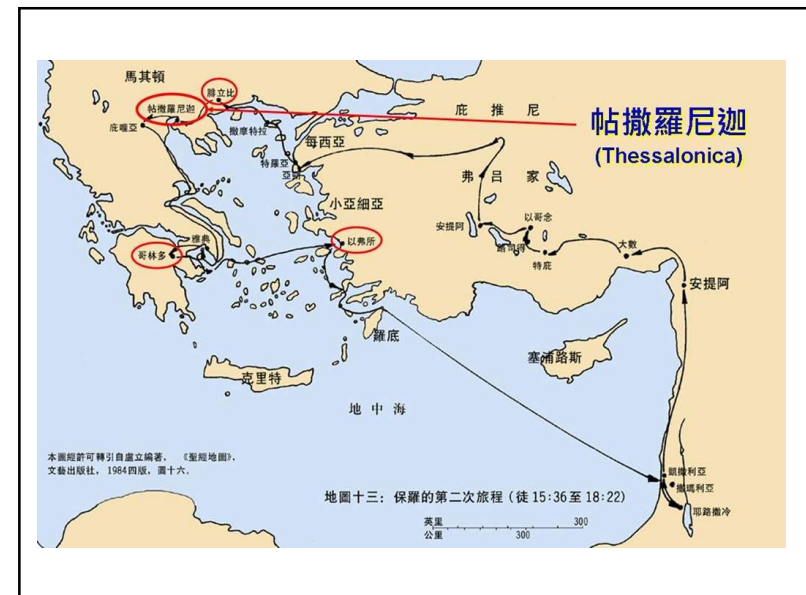 馬其頓
腓立比
帖撒羅尼迦
庇哩亞
撒摩特拉
庇推尼
帖撒羅尼迦
(Thessalonica)
每西亞
特羅亞
亞朔
弗呂家
小亞細亞
以哥念
安提阿
路司得
特庇
大數
安提阿
雅典
哥林多
以弗所
羅底
塞浦路斯
克里特
地中海
本圖經許可轉引自盧立編著，《聖經地圖》，
文藝出版社，1984四版，圖十六．
凱撒利亞
撒瑪利亞
耶路撒冷
地圖十三：保羅的第二次旅程 (徒 15:36 至 18:22)
英里 300
公里 300